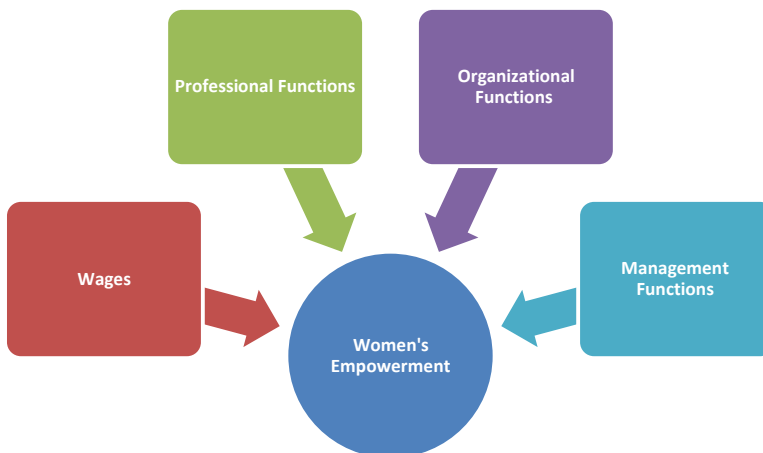 Professional Functions
Organizational
Functions
Wages
Management
Functions
Women's
Empowerment